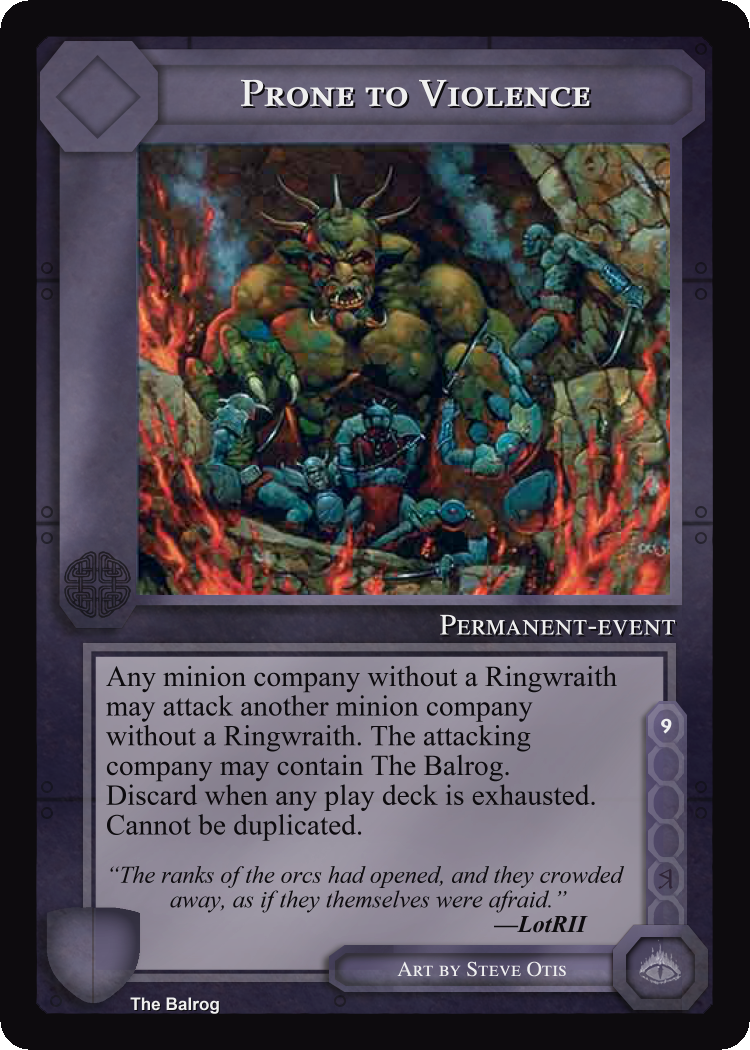 Prone to Violence
Permanent-event
Any minion company without a Ringwraith
may attack another minion company
without a Ringwraith. The attacking
company may contain The Balrog.
Discard when any play deck is exhausted.
Cannot be duplicated.
9
“The ranks of the orcs had opened, and they crowded
away, as if they themselves were afraid.”
—LotRII
Art by Steve Otis
The Balrog